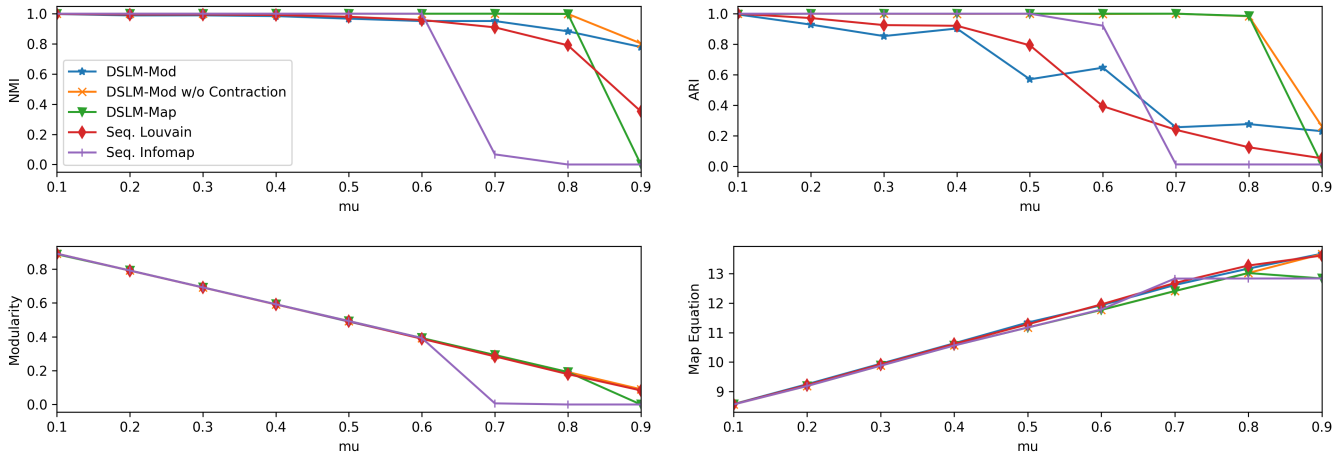 1.0
0.8
0.6
0.4
0.2
0.0
NMI
DSLM-Mod
DSLM-Mod w/o Contraction
DSLM-Map
Seq. Louvain
Seq. Infomap
0.1 0.2 0.3 0.4 0.5 0.6 0.7 0.8 0.9
mu
1.0
0.8
0.6
0.4
0.2
0.0
ARI
0.1 0.2 0.3 0.4 0.5 0.6 0.7 0.8 0.9
mu
0.8
0.6
0.4
0.2
0.0
Modularity
0.1 0.2 0.3 0.4 0.5 0.6 0.7 0.8 0.9
mu
13
12
11
10
9
Map Equation
0.1 0.2 0.3 0.4 0.5 0.6 0.7 0.8 0.9
mu